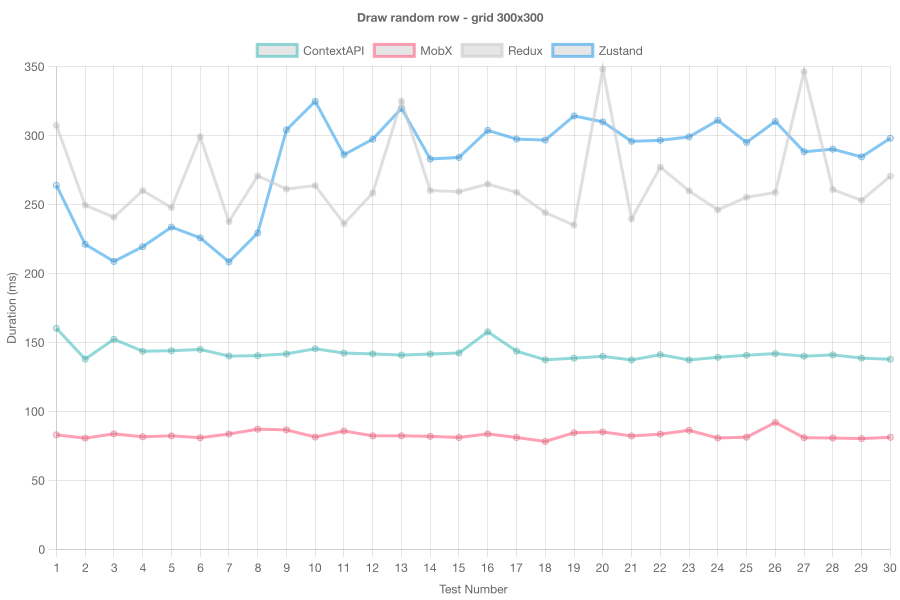 Draw random row - grid 300x300
ContextAPI MobX Redux Zustand
350
300
250
200
150
100
50
0
Duration (ms)
1 2 3 4 5 6 7 8 9 10 11 12 13 14 15 16 17 18 19 20 21 22 23 24 25 26 27 28 29 30
Test Number